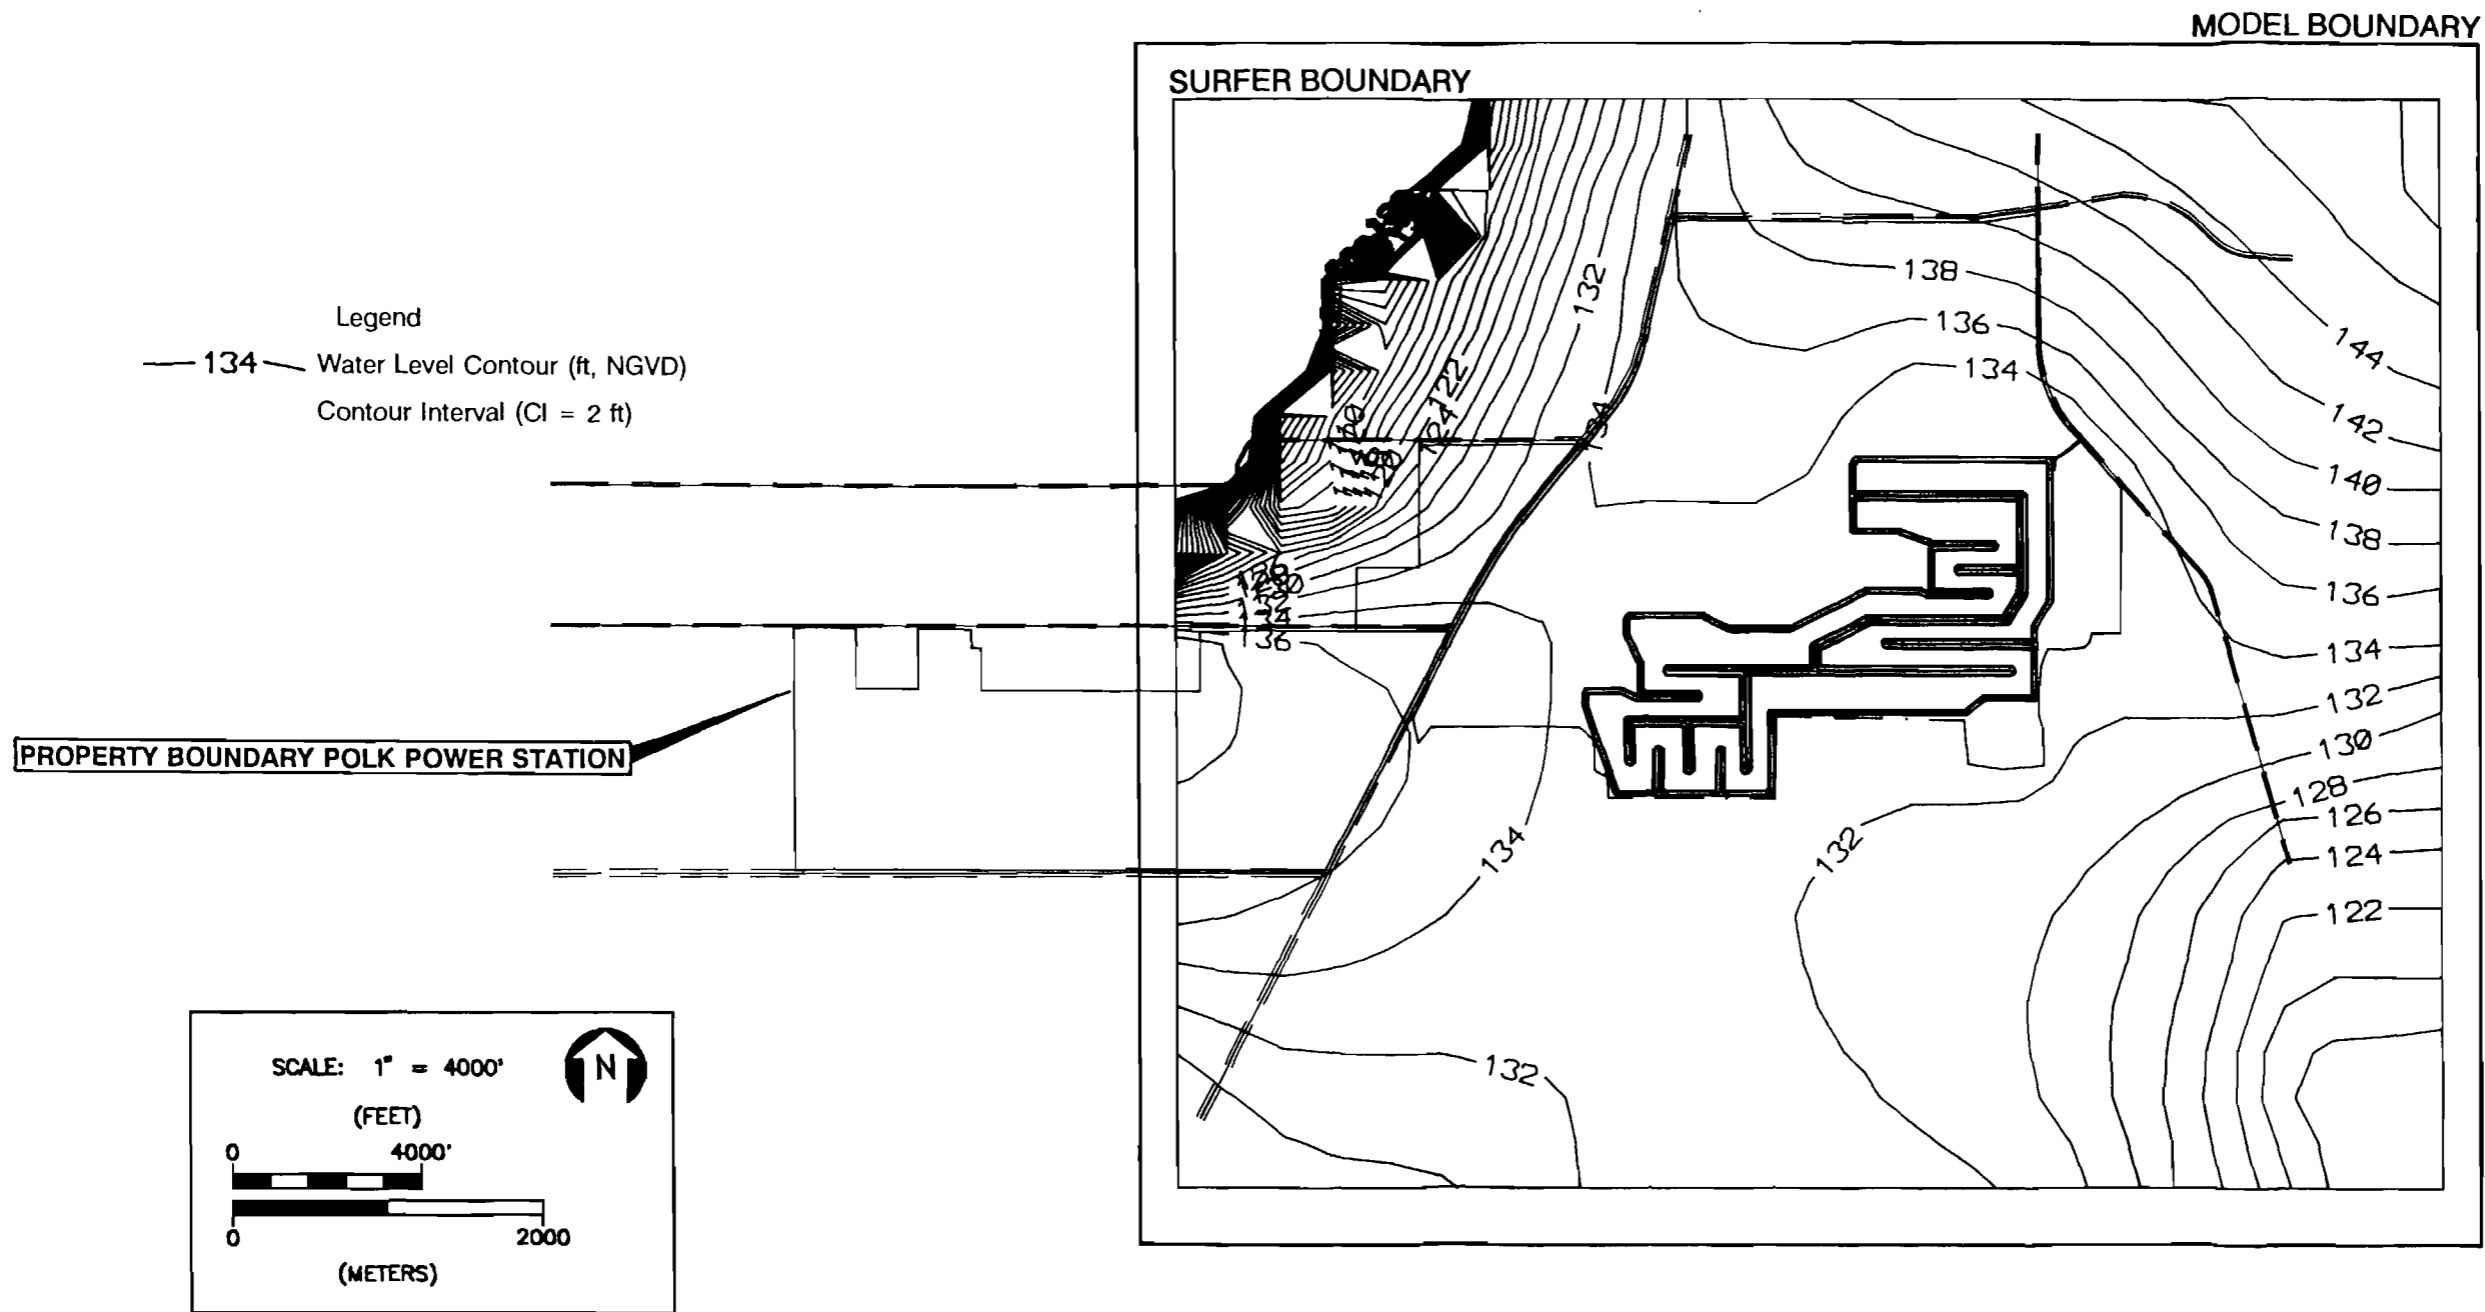 MODEL BOUNDARY
SURFER BOUNDARY
Legend
134 Water Level Contour (ft, NGVD)
Contour Interval (CI = 2 ft)
PROPERTY BOUNDARY POLK POWER STATION
SCALE: 1" = 4000'
N
(FEET)
0 4000'
0 2000
(METERS)
132
138
136
134
144
122
124
134
142
140
138
136
132
134
136
134
132
130
128
126
124
122
134
132
132